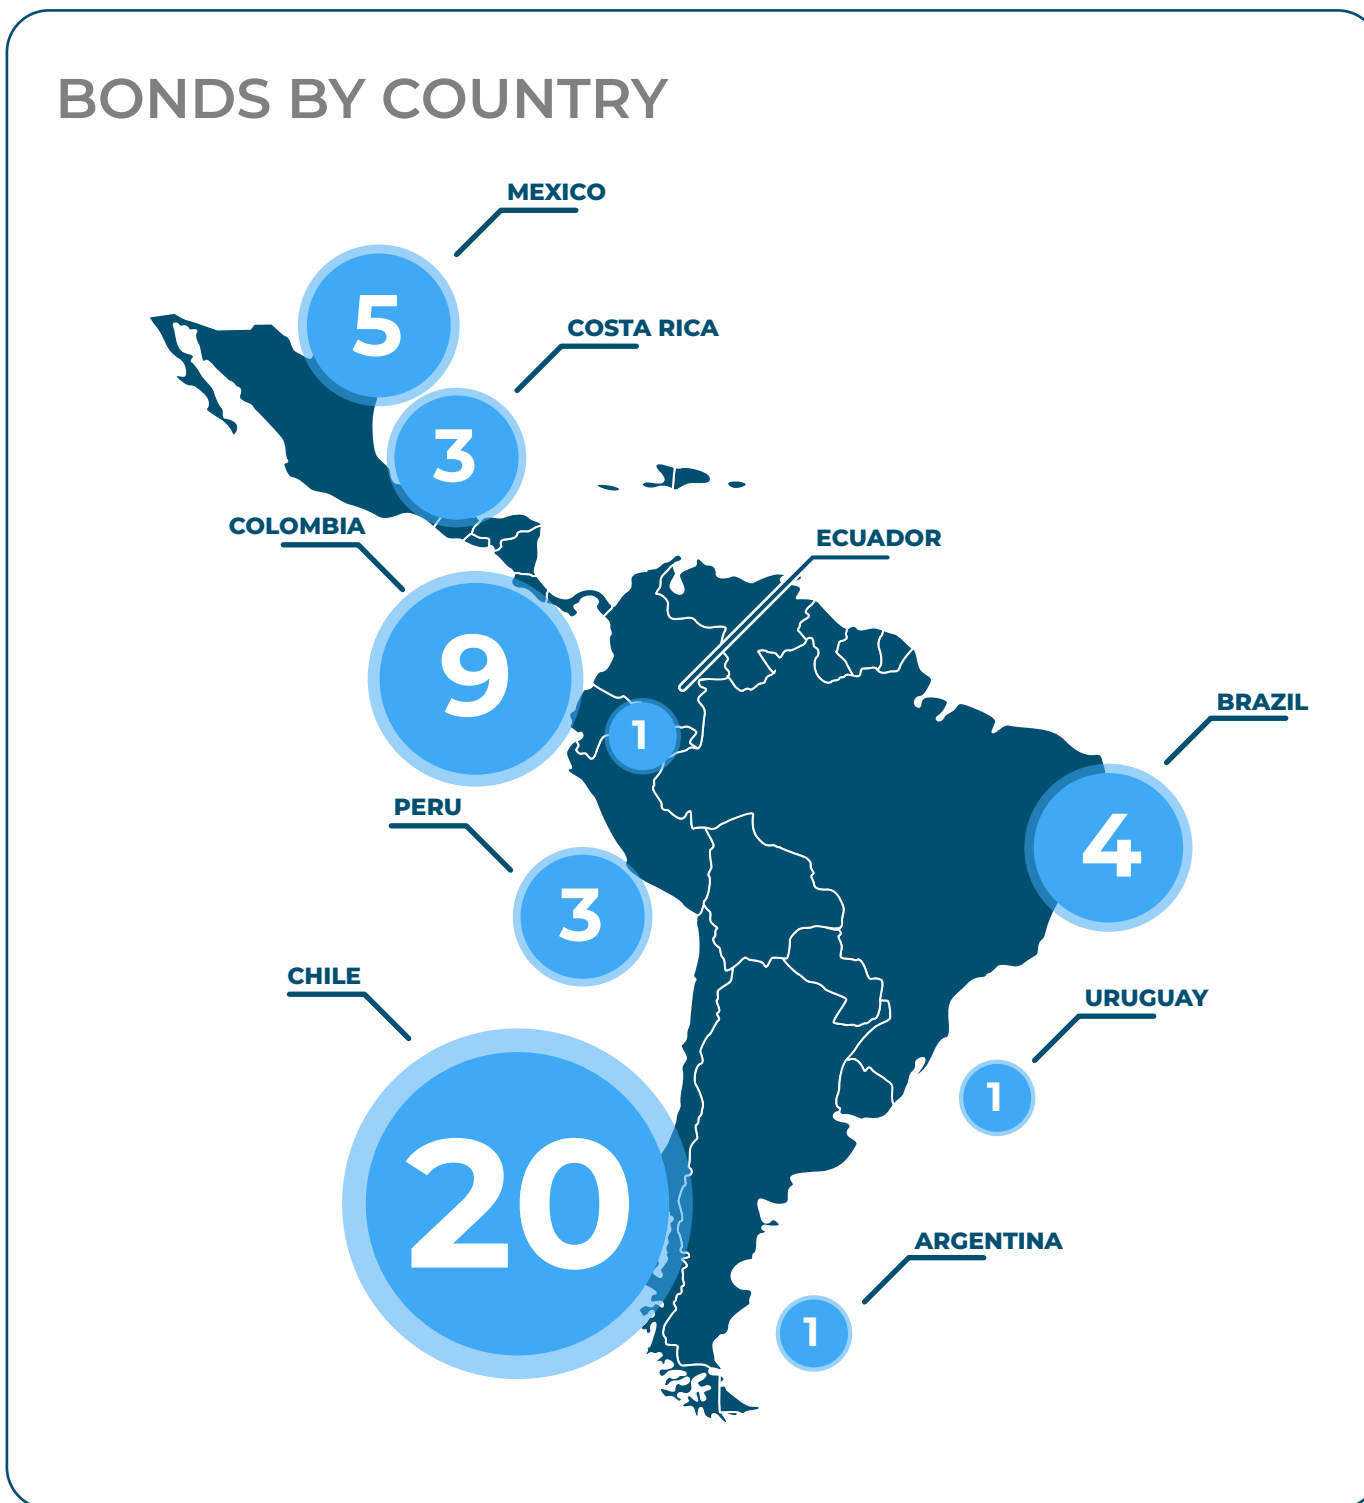 BONDS BY COUNTRY
MEXICO
5
COSTA RICA
3
COLOMBIA
9
ECUADOR
1
BRAZIL
4
PERU
3
CHILE
20
URUGUAY
1
ARGENTINA
1